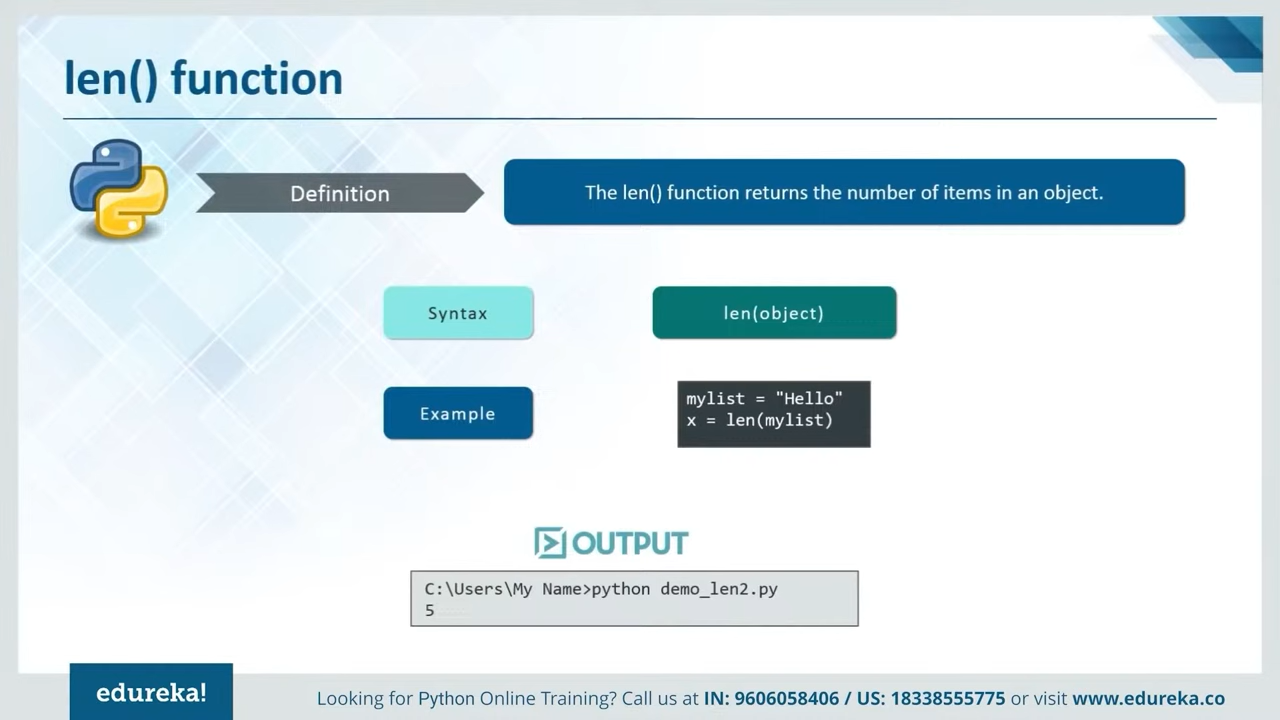 len() function
Definition
The len() function returns the number of items in an object.
Syntax
len(object)
Example
mylist = "Hello"
x = len(mylist)
OUTPUT
C:\Users\My Name>python demo_len2.py
5
edureka!
Looking for Python Online Training? Call us at IN: 9606058406 / US: 18338555775 or visit www.edureka.co